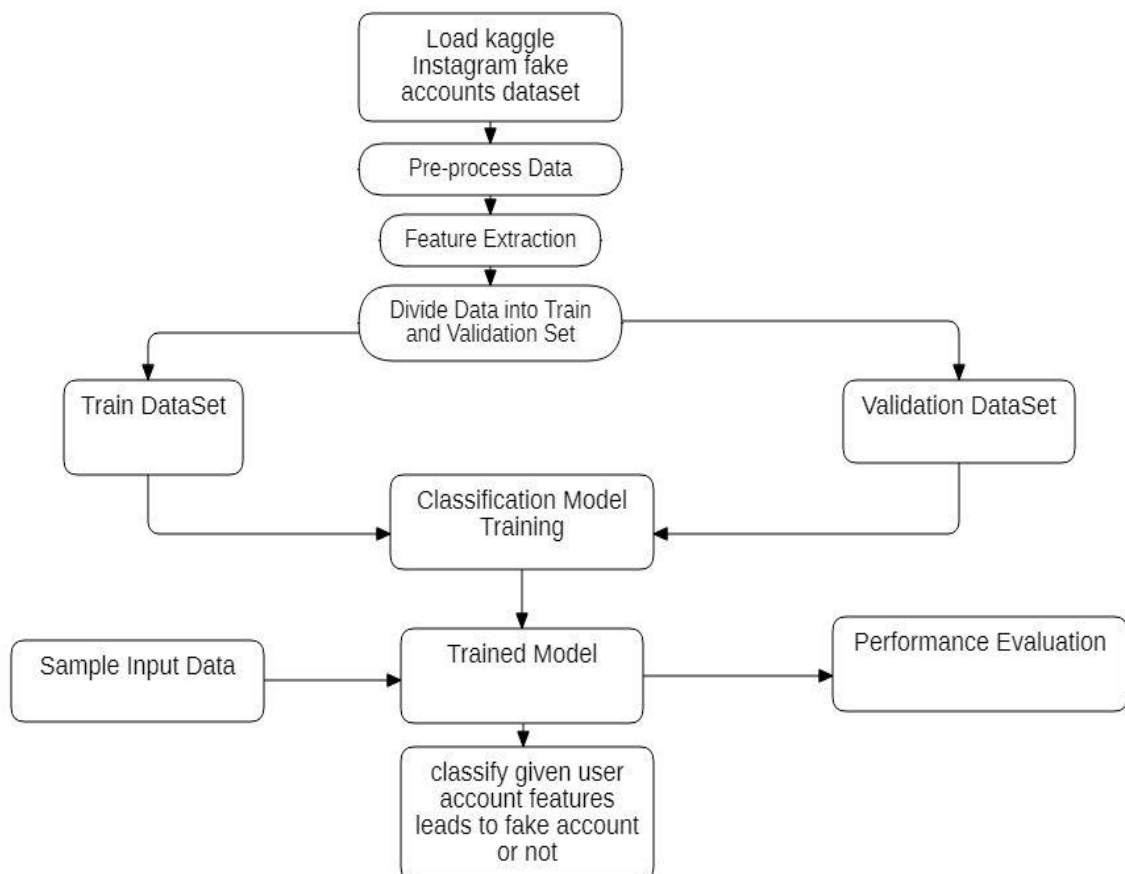 Load kaggle
Instagram fake
accounts dataset
Pre-process Data
Feature Extraction
Divide Data into Train
and Validation Set
Train DataSet
Validation DataSet
Classification Model
Training
Sample Input Data
Trained Model
Performance Evaluation
classify given user
account features
leads to fake account
or not